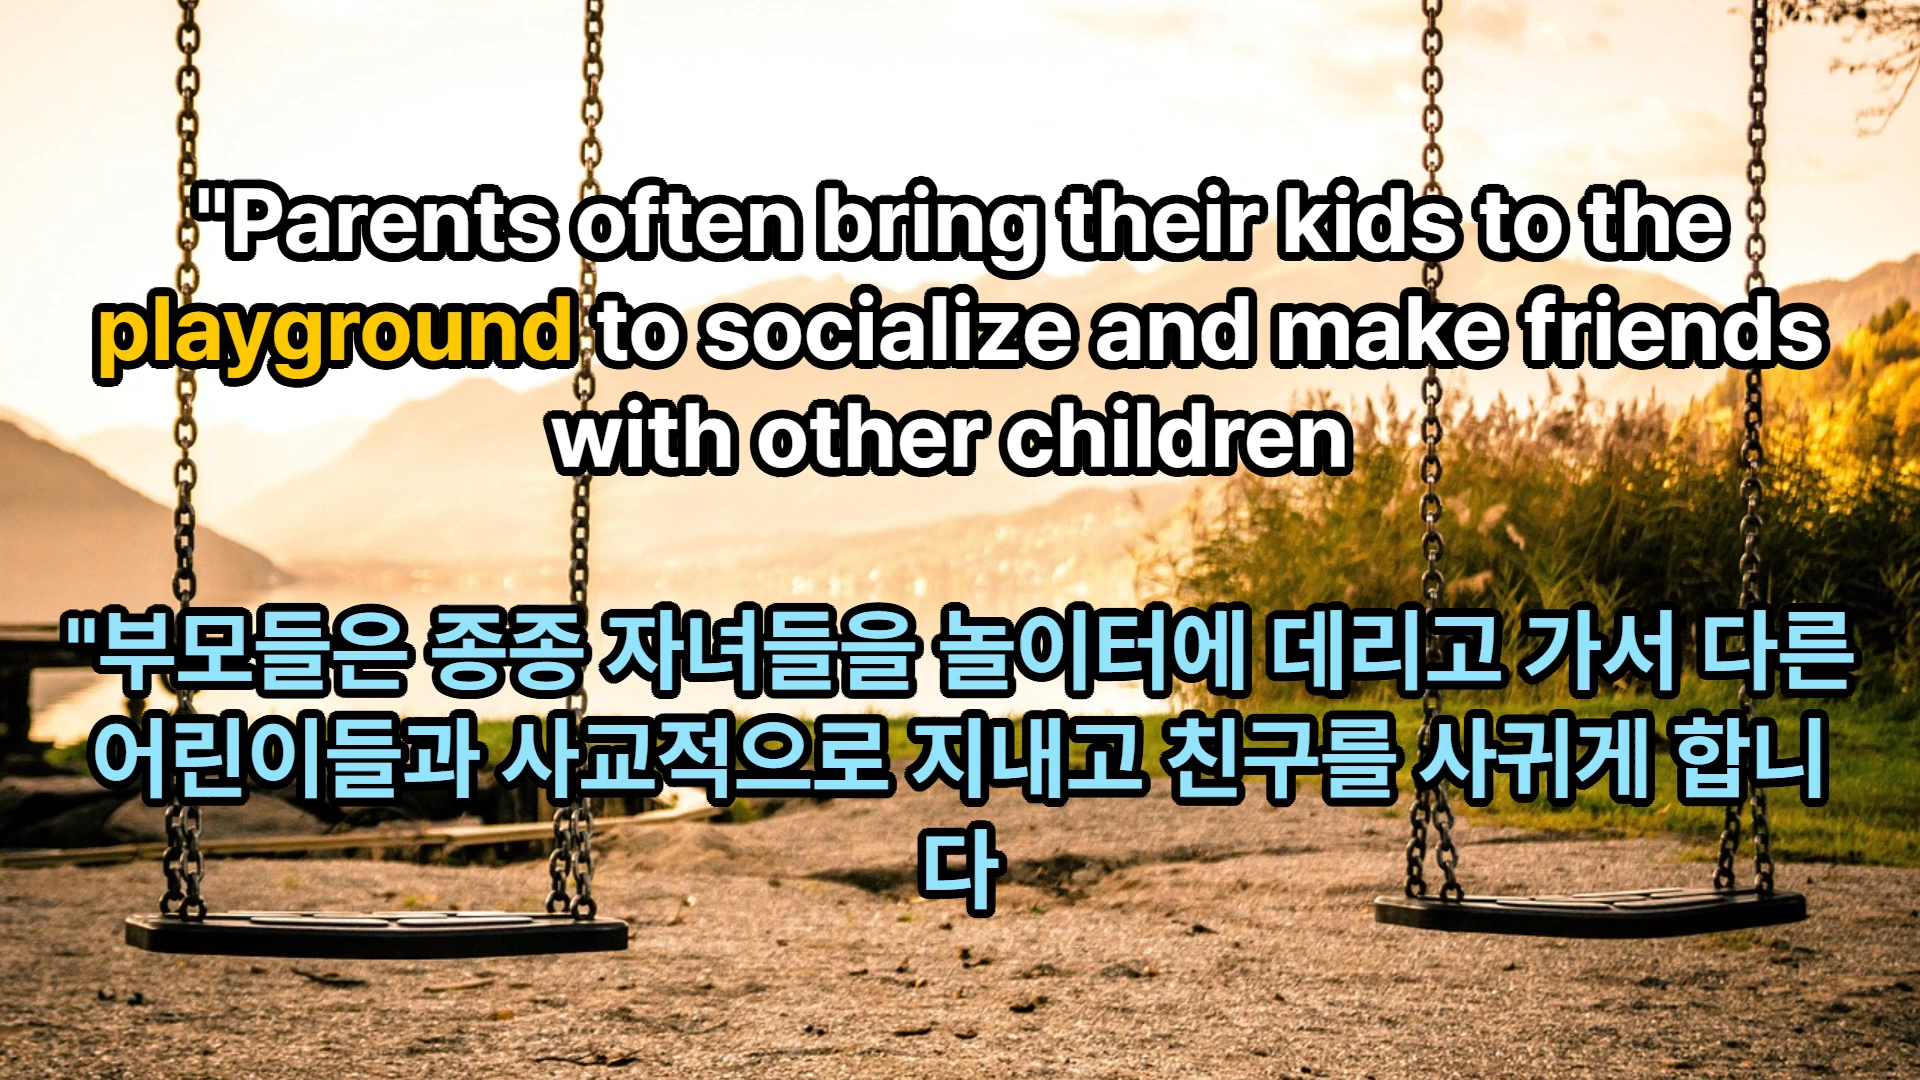 "Parents often bring their kids to the
playground to socialize and make friends
with other children
"부모들은 종종 자녀들을 놀이터에 데리고 가서 다른
어린이들과 사교적으로 지내고 친구를 사귀게 합니
다